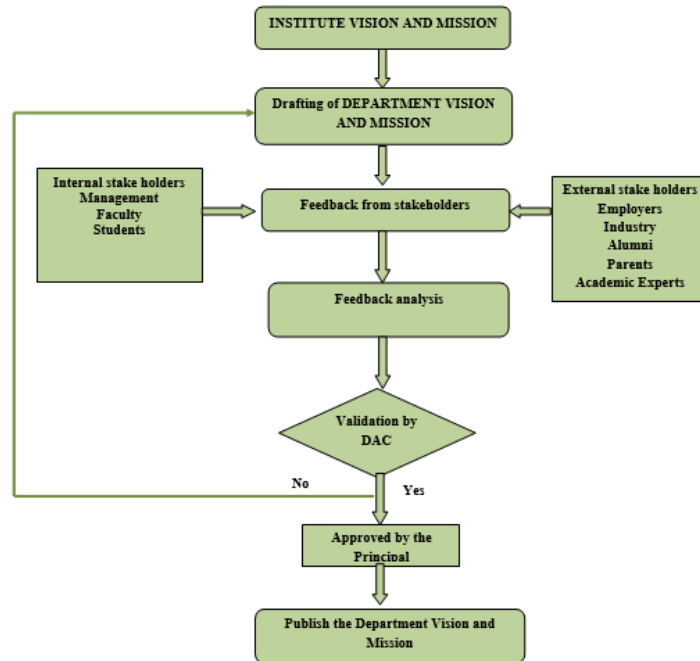 INSTITUTE VISION AND MISSION
Drafting of DEPARTMENT VISION
AND MISSION
Internal stake holders
Management
Faculty
Students
Feedback from stakeholders
External stake holders
Employers
Industry
Alumni
Parents
Academic Experts
Feedback analysis
Validation by
DAC
No
Yes
Approved by the
Principal
Publish the Department Vision and
Mission